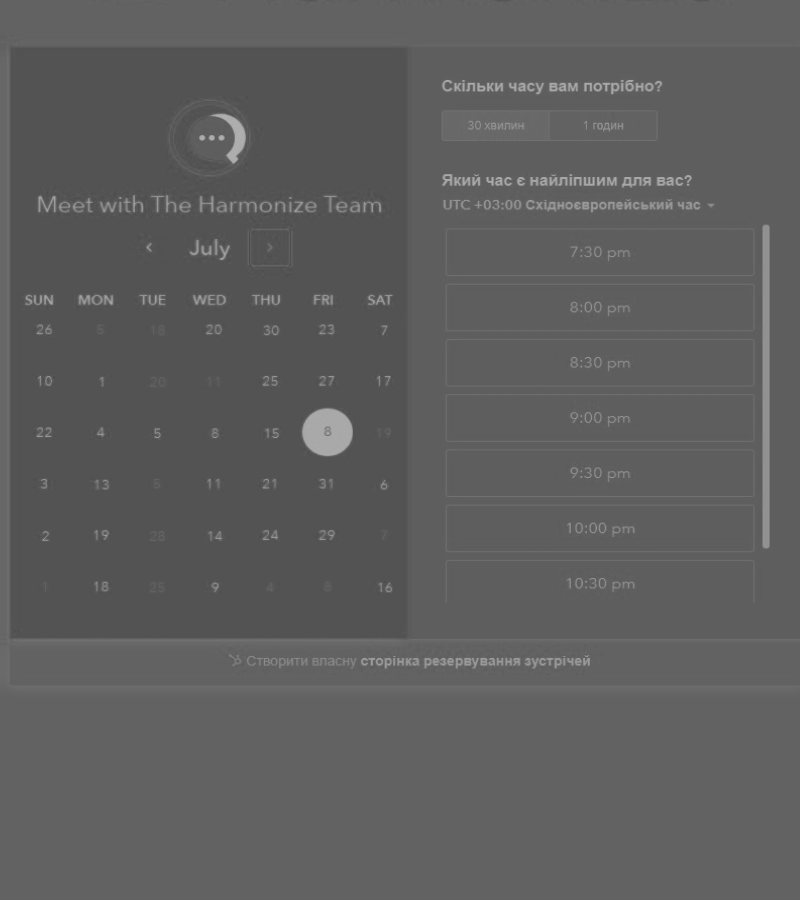 Meet with The Harmonize Team
July
SUN MON TUE WED THU FRI SAT
26 5 18 20 30 23 7
10 1 20 11 25 27 17
22 4 5 8 15 8 19
3 13 5 11 21 31 6
2 19 28 14 24 29 7
1 18 25 9 4 6 16
Скільки часу вам потрібно?
30 хвилин 1 годин
Який час є найліпшим для вас?
UTC +03:00 Східноєвропейський час
7:30 pm
8:00 pm
8:30 pm
9:00 pm
9:30 pm
10:00 pm
10:30 pm
Створити власну сторінка резервування зустрічей